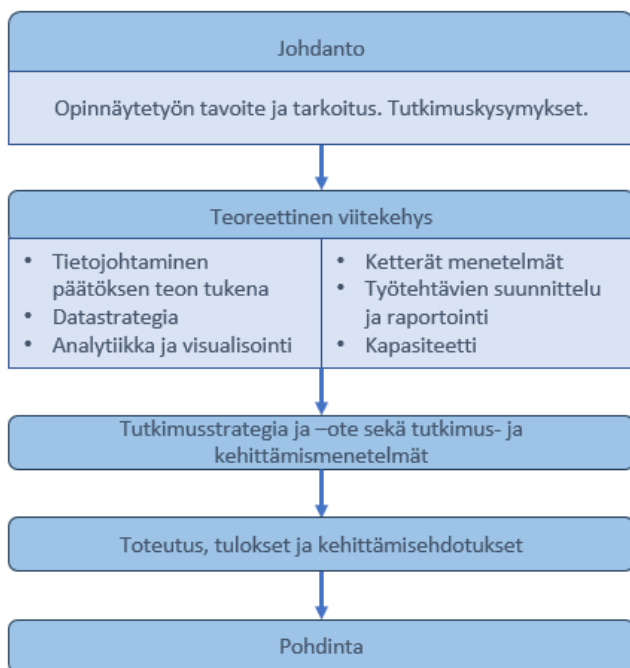 Johdanto
Opinnäytetyön tavoite ja tarkoitus. Tutkimuskysymykset.
Teoreettinen viitekehys
• Tietojohtaminen
päätöksen teon tukena
• Datastrategia
• Analytiikka ja visualisointi
• Ketterät menetelmät
• Työtehtävien suunnittelu
ja raportointi
• Kapasiteetti
Tutkimusstrategia ja –ote sekä tutkimus- ja
kehittämismenetelmät
Toteutus, tulokset ja kehittämisehdotukset
Pohdinta